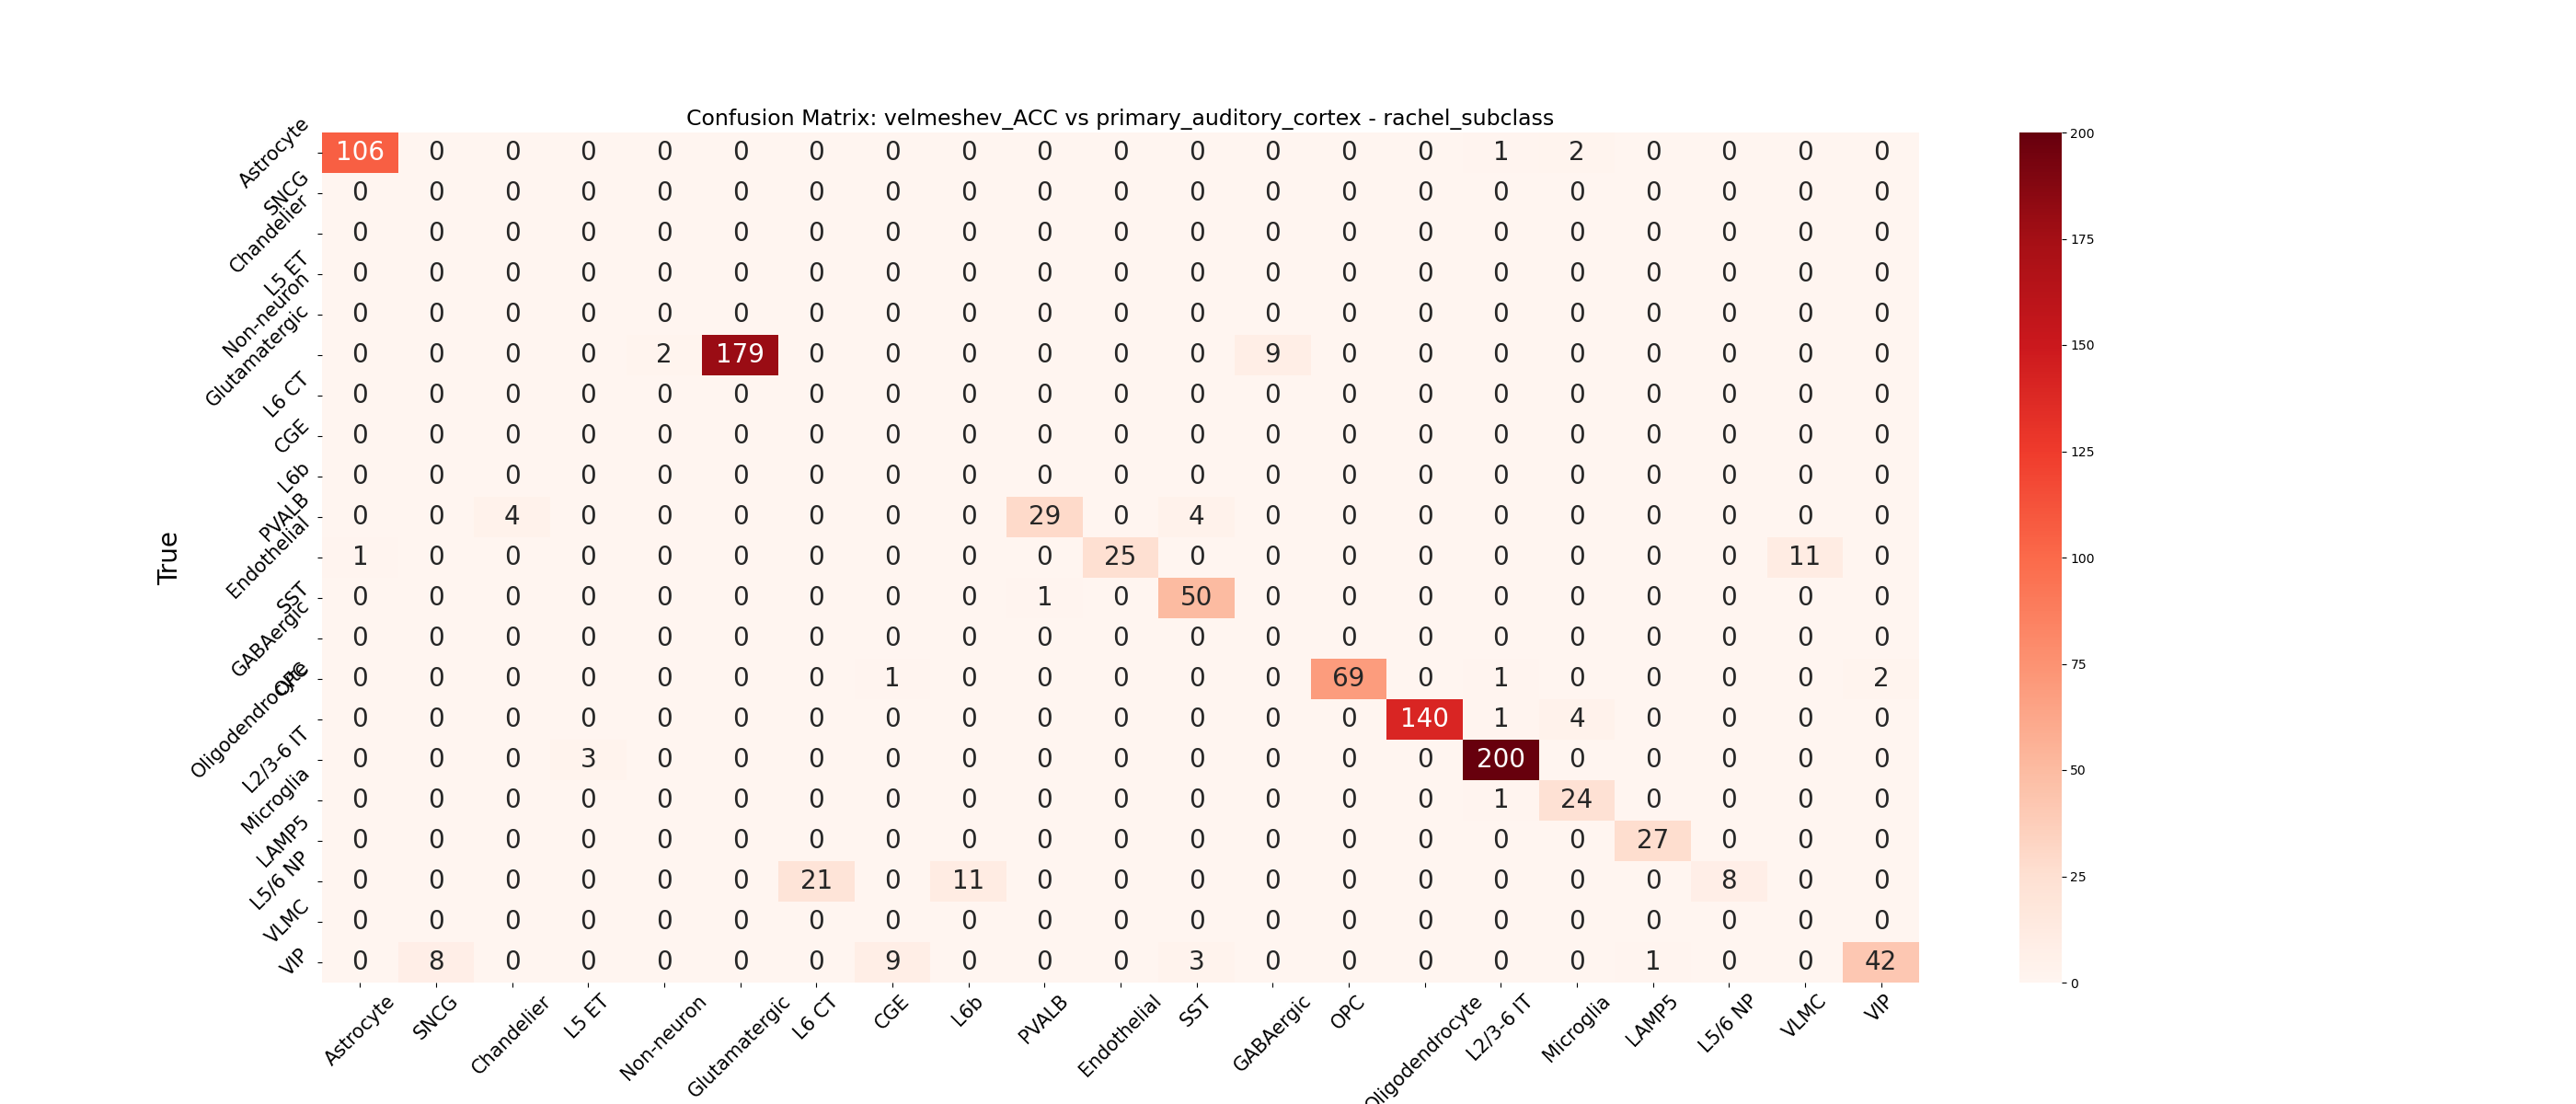 Confusion Matrix: velmeshev_ACC vs primary_auditory_cortex - rachel_subclass
True
Astrocyte 106 0 0 0 0 0 0 0 0 0 0 0 0 0 0 1 2 0 0 0 0
SNCG 0 0 0 0 0 0 0 0 0 0 0 0 0 0 0 0 0 0 0 0 0
Chandelier 0 0 0 0 0 0 0 0 0 0 0 0 0 0 0 0 0 0 0 0 0
L5 ET 0 0 0 0 0 0 0 0 0 0 0 0 0 0 0 0 0 0 0 0 0
Non-neuron 0 0 0 0 0 0 0 0 0 0 0 0 0 0 0 0 0 0 0 0 0
Glutamatergic 0 0 0 0 2 179 0 0 0 0 0 0 9 0 0 0 0 0 0 0 0
L6 CT 0 0 0 0 0 0 0 0 0 0 0 0 0 0 0 0 0 0 0 0 0
CGE 0 0 0 0 0 0 0 0 0 0 0 0 0 0 0 0 0 0 0 0 0
L6b 0 0 0 0 0 0 0 0 0 0 0 0 0 0 0 0 0 0 0 0 0
PVALB 0 0 4 0 0 0 0 0 0 29 0 4 0 0 0 0 0 0 0 0 0
Endothelial 1 0 0 0 0 0 0 0 0 0 25 0 0 0 0 0 0 0 0 11 0
SST 0 0 0 0 0 0 0 0 0 1 0 50 0 0 0 0 0 0 0 0 0
GABAergic 0 0 0 0 0 0 0 0 0 0 0 0 0 0 0 0 0 0 0 0 0
OPC 0 0 0 0 0 0 0 1 0 0 0 0 0 69 0 1 0 0 0 0 2
Oligodendrocyte 0 0 0 0 0 0 0 0 0 0 0 0 0 0 140 1 4 0 0 0 0
L2/3-6 IT 0 0 0 3 0 0 0 0 0 0 0 0 0 0 0 200 0 0 0 0 0
Microglia 0 0 0 0 0 0 0 0 0 0 0 0 0 0 0 1 24 0 0 0 0
LAMP5 0 0 0 0 0 0 0 0 0 0 0 0 0 0 0 0 0 27 0 0 0
L5/6 NP 0 0 0 0 0 0 21 0 11 0 0 0 0 0 0 0 0 0 8 0 0
VLMC 0 0 0 0 0 0 0 0 0 0 0 0 0 0 0 0 0 0 0 0 0
VIP 0 8 0 0 0 0 0 9 0 0 0 3 0 0 0 0 0 1 0 0 42
Astrocyte SNCG Chandelier L5 ET Non-neuron Glutamatergic L6 CT CGE L6b PVALB Endothelial SST GABAergic OPC Oligodendrocyte L2/3-6 IT Microglia LAMP5 L5/6 NP VLMC VIP
200
175
150
125
100
75
50
25
0